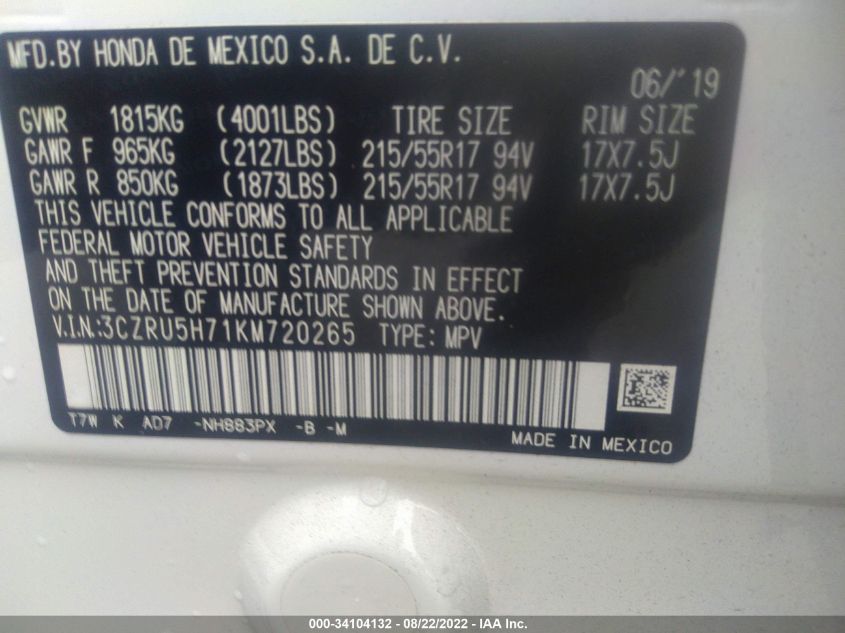 MFD.BY HONDA DE MEXICO S.A. DE C.V.
06/'19
GVWR 1815KG (4001LBS) TIRE SIZE RIM SIZE
GAWR F 965KG (2127LBS) 215/55R17 94V 17X7.5J
GAWR R 850KG (1873LBS) 215/55R17 94V 17X7.5J
THIS VEHICLE CONFORMS TO ALL APPLICABLE
FEDERAL MOTOR VEHICLE SAFETY
AND THEFT PREVENTION STANDARDS IN EFFECT
ON THE DATE OF MANUFACTURE SHOWN ABOVE.
V.I.N:3CZRU5H71KM720265 TYPE: MPV
T7W K AD7 -NH883PX -B -M
MADE IN MEXICO
000-34104132 - 08/22/2022 - IAAI.com